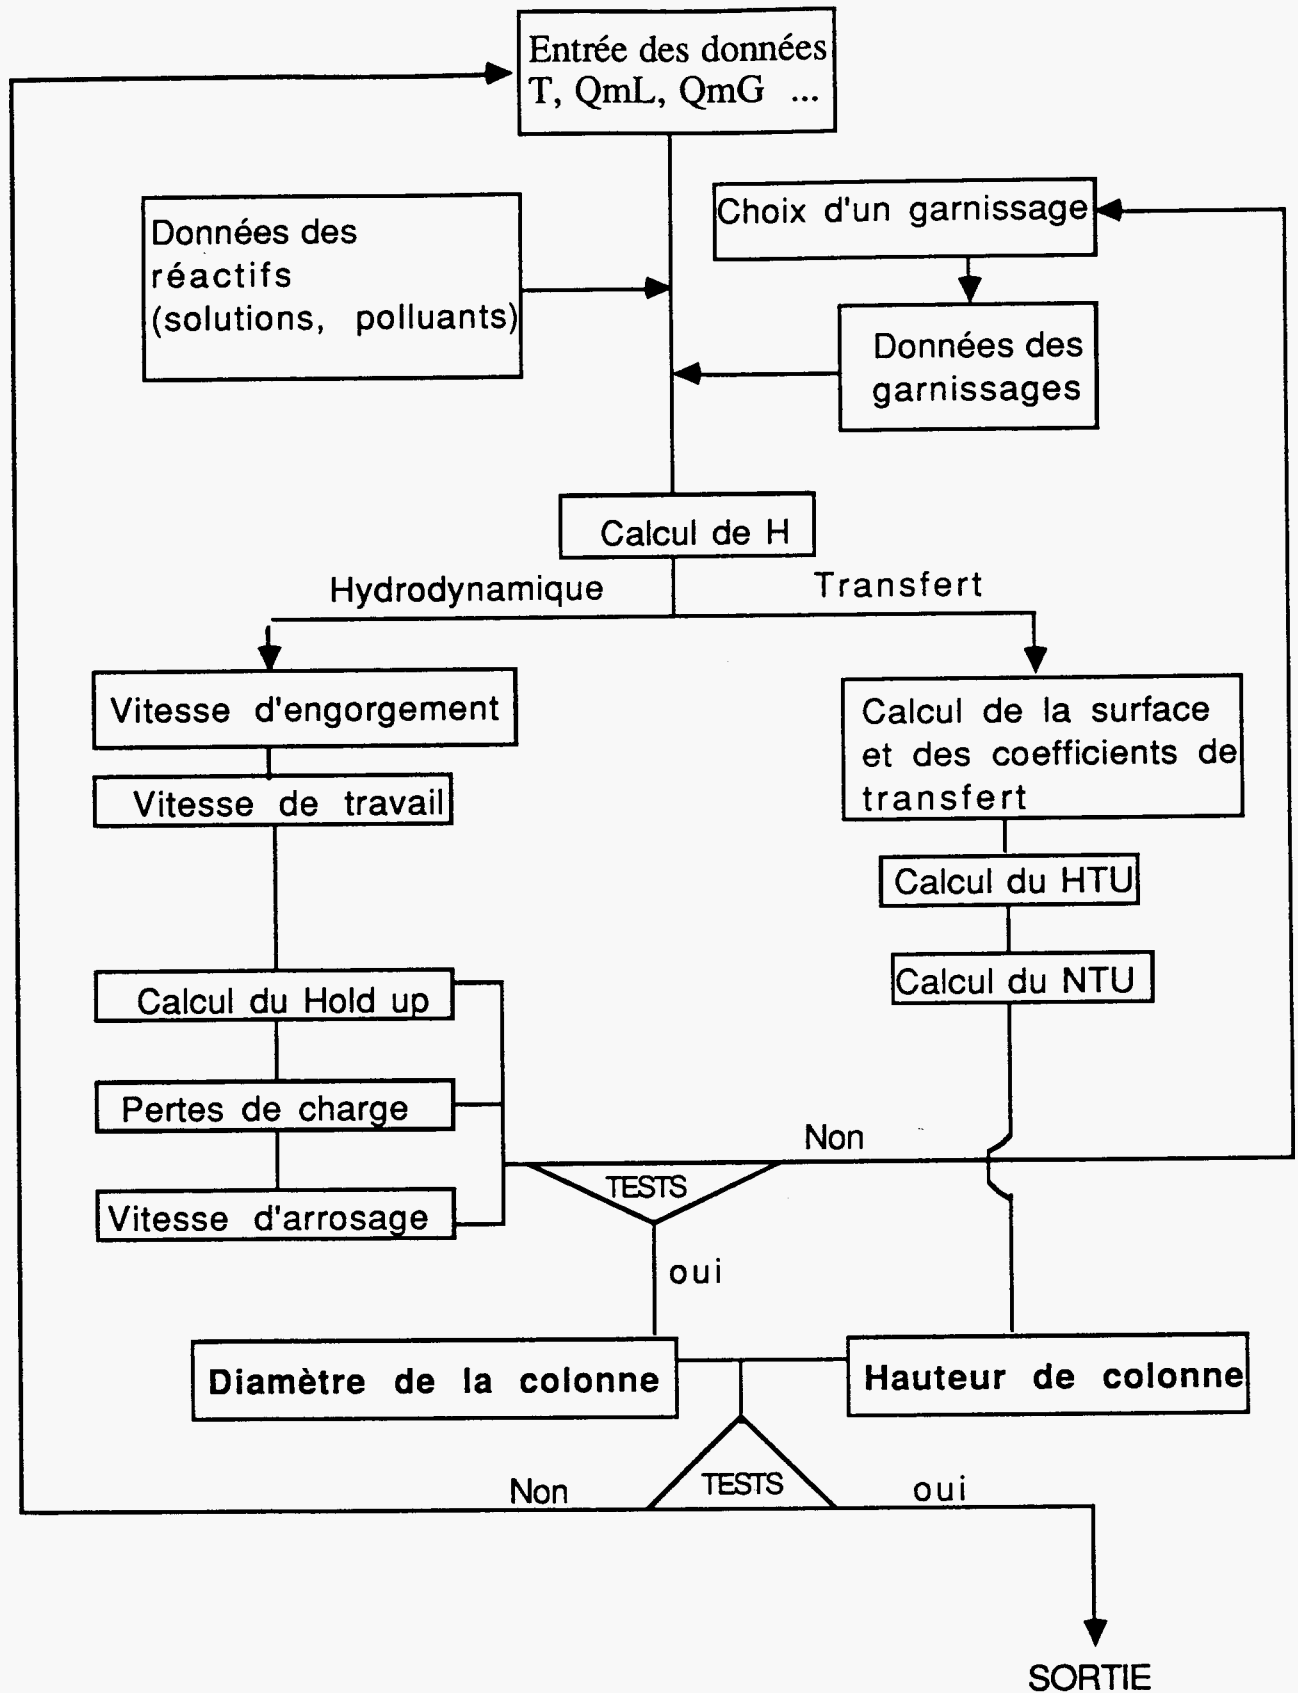 Entrée des données
T, QmL, QmG ...
Données des
réactifs
(solutions, polluants)
Choix d'un garnissage
Données des
garnissages
Calcul de H
Hydrodynamique
Transfert
Vitesse d'engorgement
Vitesse de travail
Calcul de la surface
et des coefficients de
transfert
Calcul du HTU
Calcul du NTU
Calcul du Hold up
Pertes de charge
Vitesse d'arrosage
Non
TESTS
oui
Diamètre de la colonne
Hauteur de colonne
Non
TESTS
oui
SORTIE